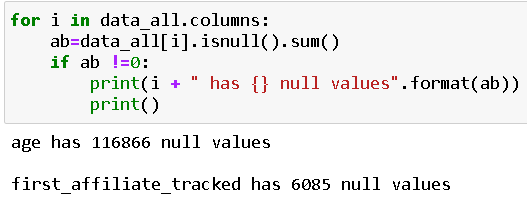 for i in data_all.columns:
    ab=data_all[i].isnull().sum()
    if ab !=0:
        print(i + " has {} null values".format(ab))
        print()
age has 116866 null values
first_affiliate_tracked has 6085 null values